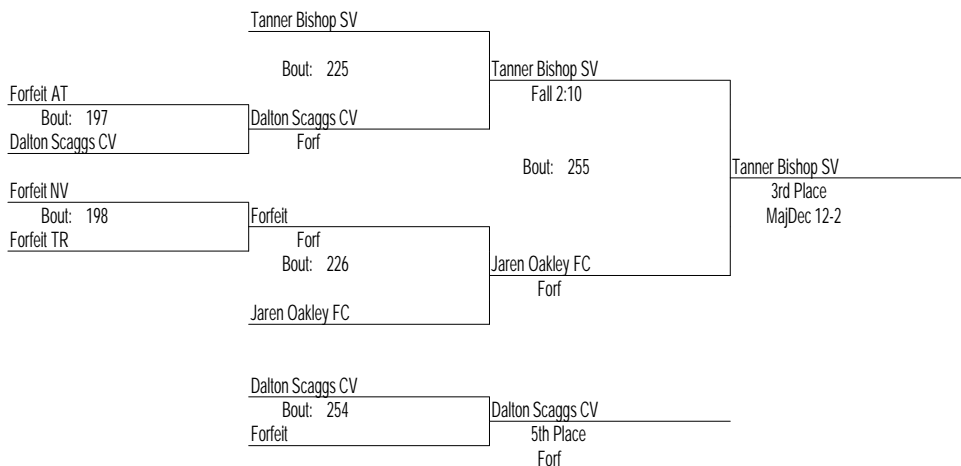 Tanner Bishop SV
Bout: 225
Tanner Bishop SV
Fall 2:10
Forfeit AT
Bout: 197
Dalton Scaggs CV
Dalton Scaggs CV
Forf
Bout: 255
Tanner Bishop SV
3rd Place
MajDec 12-2
Forfeit NV
Bout: 198
Forfeit TR
Forfeit
Forf
Bout: 226
Jaren Oakley FC
Forf
Jaren Oakley FC
Dalton Scaggs CV
Bout: 254
Forfeit
Dalton Scaggs CV
5th Place
Forf